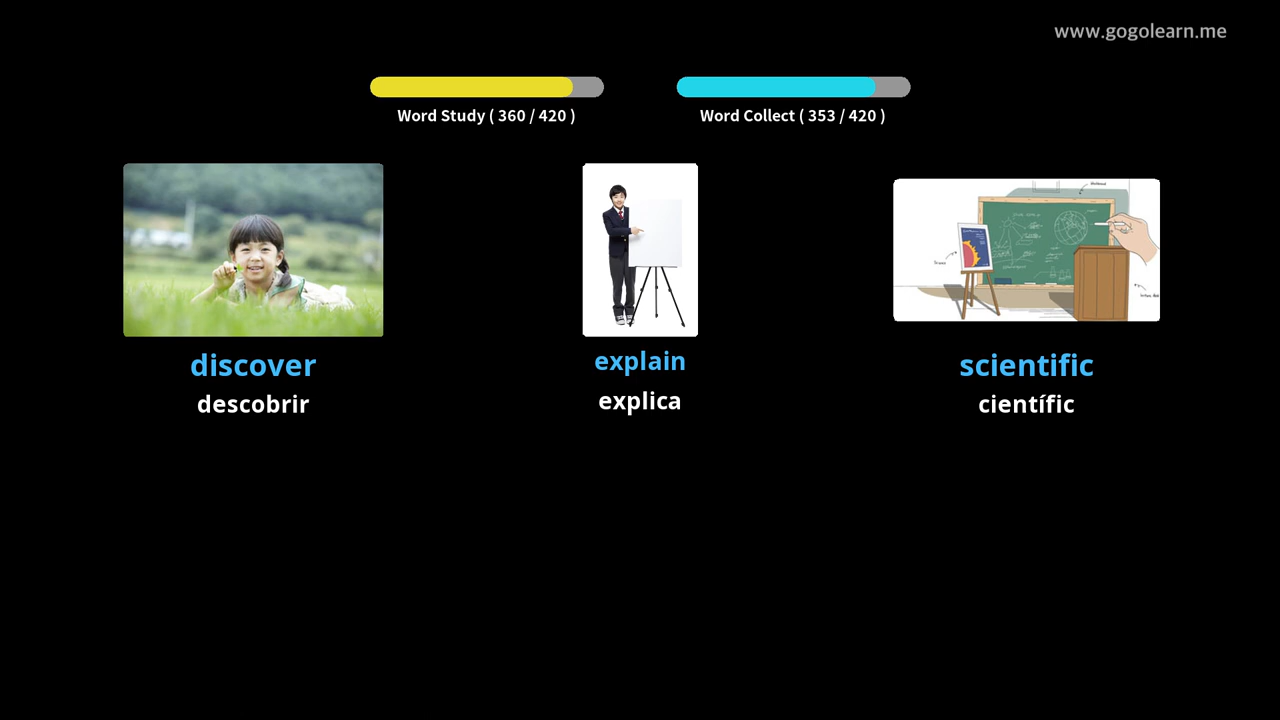 www.gogolearn.me
Word Study ( 360 / 420 )
Word Collect ( 353 / 420 )
discover
explain
scientific
descobrir
explica
científic